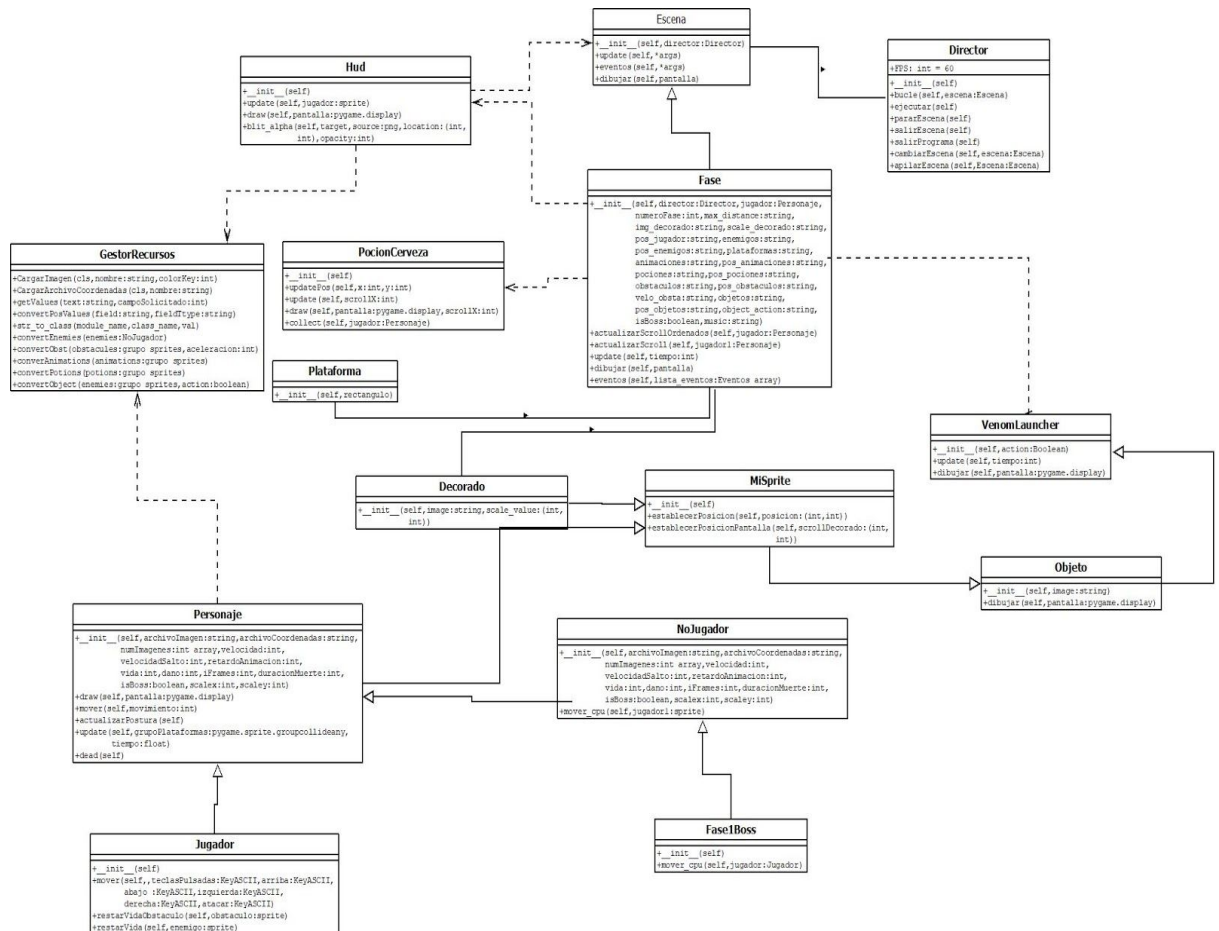 Escena
+__init__(self,director:Director)
+update(self,*args)
+eventos(self,*args)
+dibujar(self,pantalla)
Director
+FPS: int = 60
+__init__(self)
+bucle(self,escena:Escena)
+ejecutar(self)
+pararEscena(self)
+salirEscena(self)
+salirPrograma(self)
+cambiarEscena(self,escena:Escena)
+apilarEscena(self,Escena:Escena)
Hud
+__init__(self)
+update(self,jugador:sprite)
+draw(self,pantalla:pygame.display)
+blit_alpha(self,target,source:png,location:(int,
int),opacity:int)
Fase
+__init__(self,director:Director,jugador:Personaje,
numeroFase:int,max_distance:string,
img_decorado:string,scale_decorado:string,
pos_jugador:string,enemigos:string,
pos_enemigos:string,plataformas:string,
animaciones:string,pos_animaciones:string,
pociones:string,pos_pociones:string,
obstaculos:string,pos_obstaculos:string,
velo_obsta:string,objetos:string,
pos_objetos:string,object_action:string,
isBoss:boolean,music:string)
+actualizarScrollOrdenados(self,jugador:Personaje)
+actualizarScroll(self,jugador1:Personaje)
+update(self,tiempo:int)
+dibujar(self,pantalla)
+eventos(self,lista_eventos:Eventos array)
GestorRecursos
+CargarImagen(cls,nombre:string,colorKey:int)
+CargarArchivoCoordenadas(cls,nombre:string)
+getValues(text:string,campoSolicitado:int)
+convertPosValues(field:string,fieldTtype:string)
+str_to_class(module_name,class_name,val)
+convertEnemies(enemies:NoJugador)
+convertObst(obstacules:grupo sprites,aceleracion:int)
+converAnimations(animations:grupo sprites)
+convertPotions(potions:grupo sprites)
+convertObject(enemies:grupo sprites,action:boolean)
PocionCerveza
+__init__(self)
+updatePos(self,x:int,y:int)
+update(self,scrollX:int)
+draw(self,pantalla:pygame.display,scrollX:int)
+collect(self,jugador:Personaje)
Plataforma
+__init__(self,rectangulo)
VenomLauncher
+__init__(self,action:Boolean)
+update(self,tiempo:int)
+dibujar(self,pantalla:pygame.display)
Decorado
+__init__(self,image:string,scale_value:(int,
int))
MiSprite
+__init__(self)
+establecerPosicion(self,posicion:(int,int))
+establecerPosicionPantalla(self,scrollDecorado:(int,
int))
Objeto
+__init__(self,image:string)
+dibujar(self,pantalla:pygame.display)
Personaje
+__init__(self,archivoImagen:string,archivoCoordenadas:string,
numImagenes:int array,velocidad:int,
velocidadSalto:int,retardoAnimacion:int,
vida:int,dano:int,iFrames:int,duracionMuerte:int,
isBoss:boolean,scalex:int,scaley:int)
+draw(self,pantalla:pygame.display)
+mover(self,movimiento:int)
+actualizarPostura(self)
+update(self,grupoPlataformas:pygame.sprite.groupcollideany,
tiempo:float)
+dead(self)
NoJugador
+__init__(self,archivoImagen:string,archivoCoordenadas:string,
numImagenes:int array,velocidad:int,
velocidadSalto:int,retardoAnimacion:int,
vida:int,dano:int,iFrames:int,duracionMuerte:int,
isBoss:boolean,scalex:int,scaley:int)
+mover_cpu(self,jugador1:sprite)
Fase1Boss
+__init__(self)
+mover_cpu(self,jugador:Jugador)
Jugador
+__init__(self)
+mover(self,,teclasPulsadas:KeyASCII,arriba:KeyASCII,
abajo :KeyASCII,izquierda:KeyASCII,
derecha:KeyASCII,atacar:KeyASCII)
+restarVidaObstaculo(self,obstaculo:sprite)
+restarVida(self,enemigo:sprite)